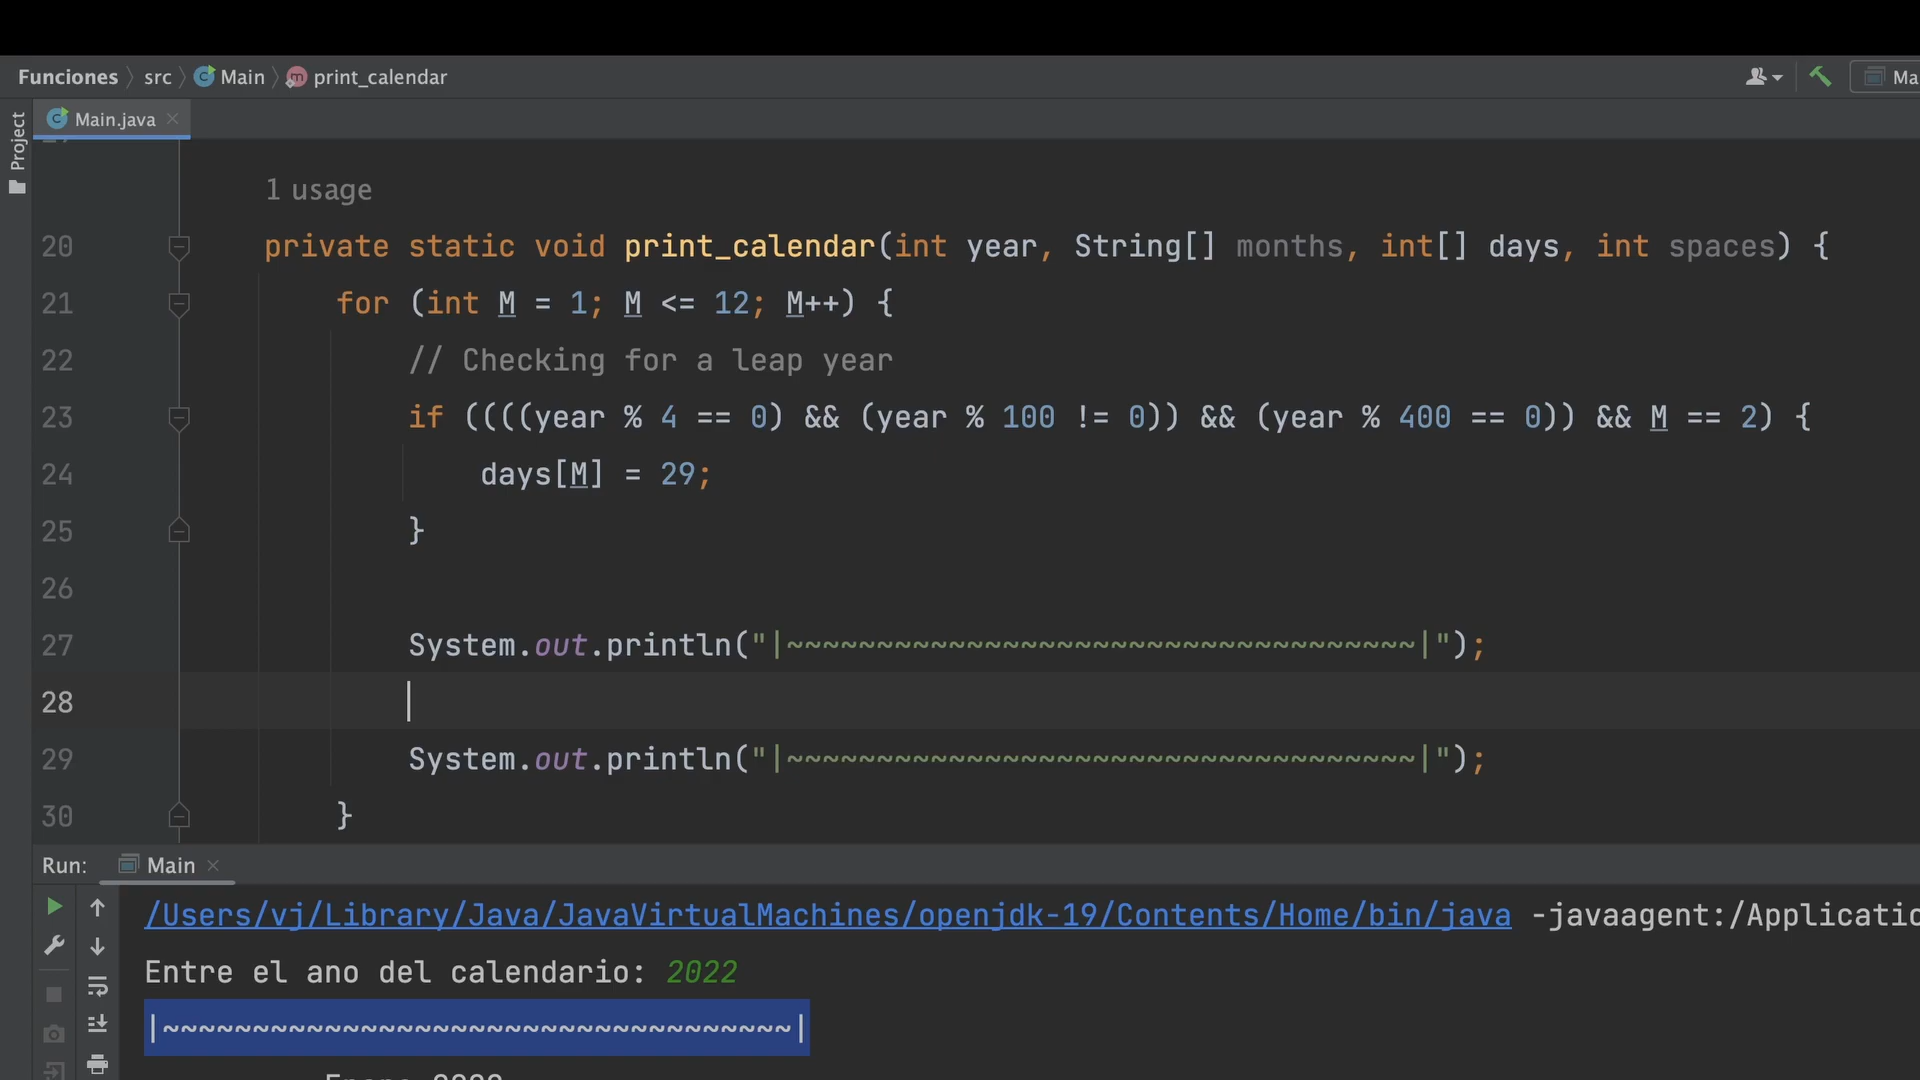 Funciones src Main print_calendar Ma
Main.java
Project
1 usage
20 private static void print_calendar(int year, String[] months, int[] days, int spaces) {
21 for (int M = 1; M <= 12; M++) {
22 // Checking for a leap year
23 if ((((year % 4 == 0) && (year % 100 != 0)) && (year % 400 == 0)) && M == 2) {
24 days[M] = 29;
25 }
26
27 System.out.println("|~~~~~~~~~~~~~~~~~~~~~~~~~~~~~~~~~~~|");
28
29 System.out.println("|~~~~~~~~~~~~~~~~~~~~~~~~~~~~~~~~~~~|");
30 }
Run: Main
/Users/vj/Library/Java/JavaVirtualMachines/openjdk-19/Contents/Home/bin/java -javaagent:/Applicatio
Entre el ano del calendario: 2022
|~~~~~~~~~~~~~~~~~~~~~~~~~~~~~~~~~~~|